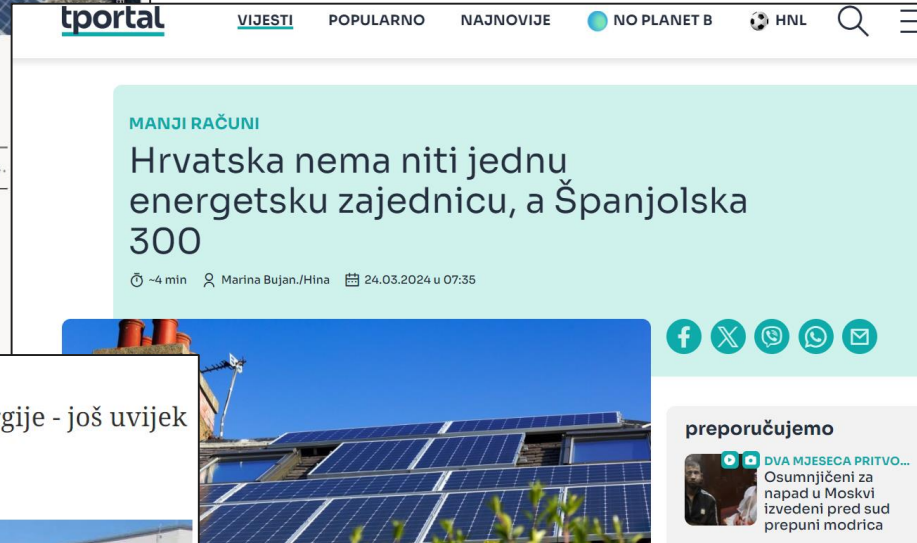 tportal
VIJESTI POPULARNO NAJNOVIJE NO PLANET B HNL
MANJI RAČUNI
Hrvatska nema niti jednu
energetsku zajednicu, a Španjolska
300
~4 min Marina Bujan./Hina 24.03.2024 u 07:35
gije - još uvijek
preporučujemo
DVA MJESECA PRITVO...
Osumnjičeni za
napad u Moskvi
izvedeni pred sud
prepuni modrica